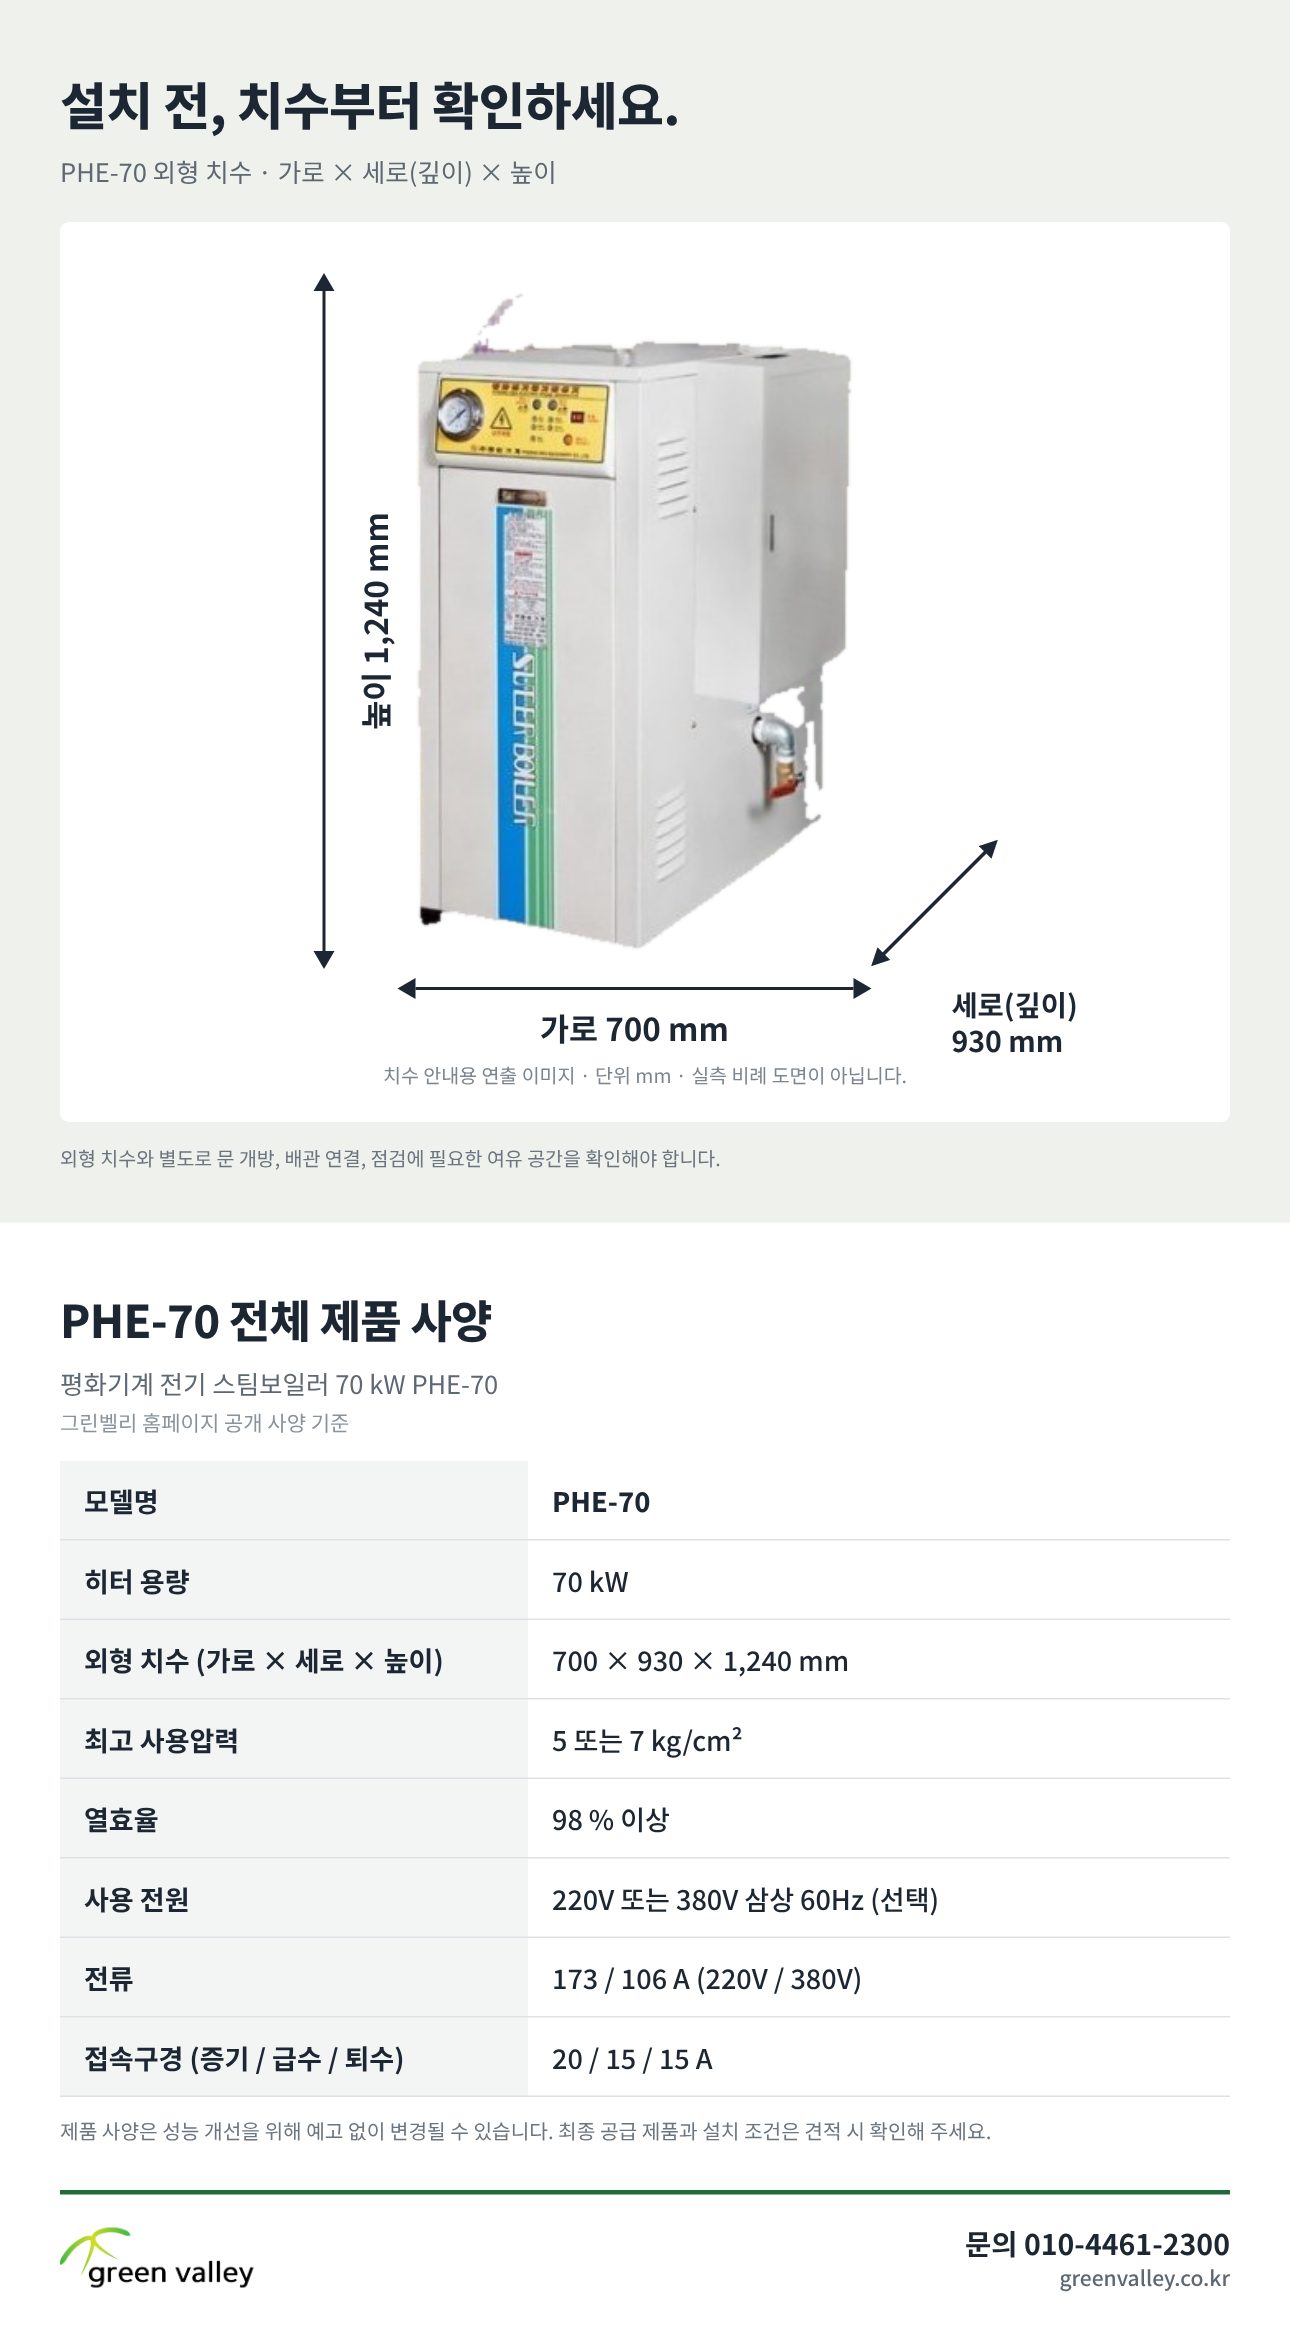 설치 전, 치수부터 확인하세요.
PHE-70 외형 치수 · 가로 × 세로(깊이) × 높이
높이 1,240 mm
STEER BOILER
가로 700 mm
세로(깊이)
930 mm
치수 안내용 연출 이미지 · 단위 mm · 실측 비례 도면이 아닙니다.
외형 치수와 별도로 문 개방, 배관 연결, 점검에 필요한 여유 공간을 확인해야 합니다.
PHE-70 전체 제품 사양
평화기계 전기 스팀보일러 70 kW PHE-70
그린벨리 홈페이지 공개 사양 기준
모델명 PHE-70
히터 용량 70 kW
외형 치수 (가로 × 세로 × 높이) 700 × 930 × 1,240 mm
최고 사용압력 5 또는 7 kg/cm²
열효율 98 % 이상
사용 전원 220V 또는 380V 삼상 60Hz (선택)
전류 173 / 106 A (220V / 380V)
접속구경 (증기 / 급수 / 퇴수) 20 / 15 / 15 A
제품 사양은 성능 개선을 위해 예고 없이 변경될 수 있습니다. 최종 공급 제품과 설치 조건은 견적 시 확인해 주세요.
green valley
문의 010-4461-2300
greenvalley.co.kr